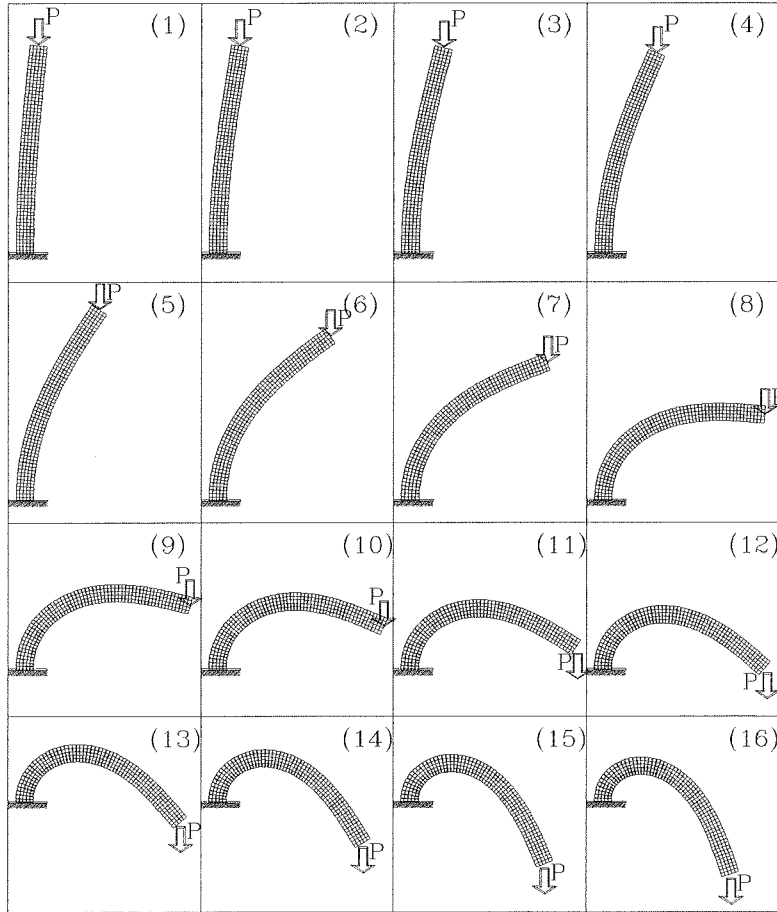 P (1)
P (2)
P (3)
P (4)
P (5)
P (6)
P (7)
P (8)
P (9)
P (10)
P (11)
P (12)
P (13)
P (14)
P (15)
P (16)